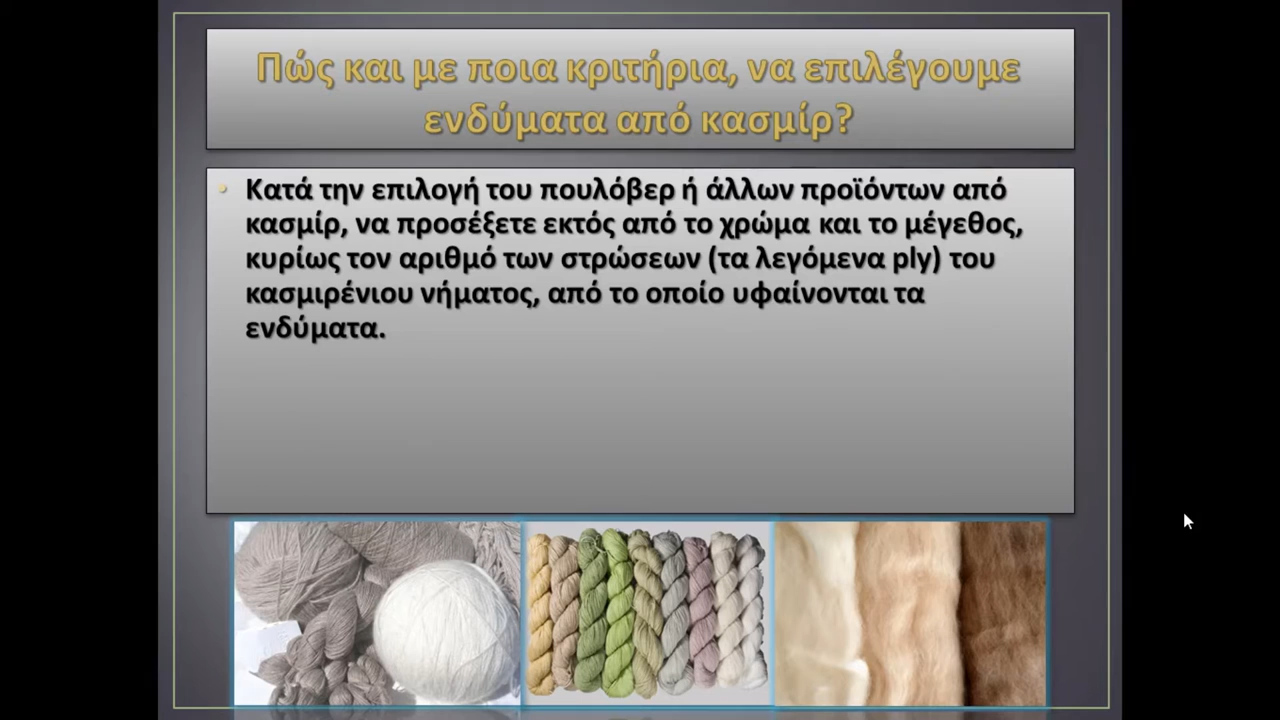 Πώς και με ποια κριτήρια, να επιλέγουμε
ενδύματα από κασμίρ?
• Κατά την επιλογή του πουλόβερ ή άλλων προϊόντων από
κασμίρ, να προσέξετε εκτός από το χρώμα και το μέγεθος,
κυρίως τον αριθμό των στρώσεων (τα λεγόμενα ply) του
κασμιρένιου νήματος, από το οποίο υφαίνονται τα
ενδύματα.